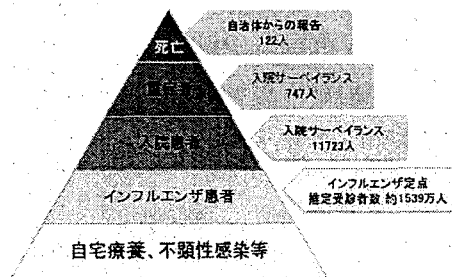 自治体からの報告
122人
死亡
入院サーベイランス
747人
入院サーベイランス
11723人
入院患者
インフルエンザ定点
推定受診者数 約1539万人
インフルエンザ患者
自宅療養、不顕性感染等